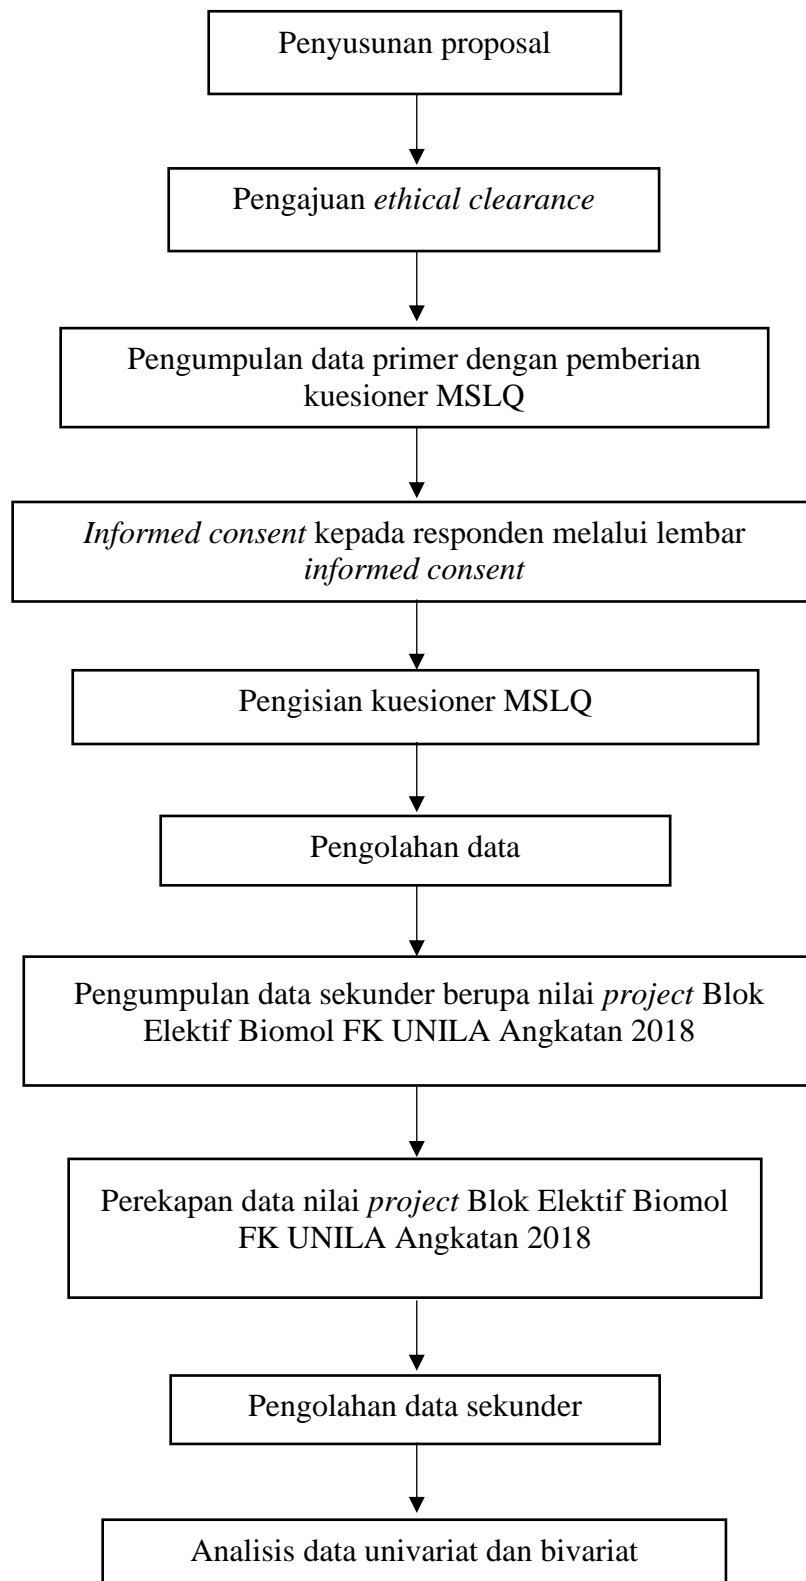 Penyusunan proposal
Pengajuan ethical clearance
Pengumpulan data primer dengan pemberian
kuesioner MSLQ
Informed consent kepada responden melalui lembar
informed consent
Pengisian kuesioner MSLQ
Pengolahan data
Pengumpulan data sekunder berupa nilai project Blok
Elektif Biomol FK UNILA Angkatan 2018
Perekapan data nilai project Blok Elektif Biomol
FK UNILA Angkatan 2018
Pengolahan data sekunder
Analisis data univariat dan bivariat